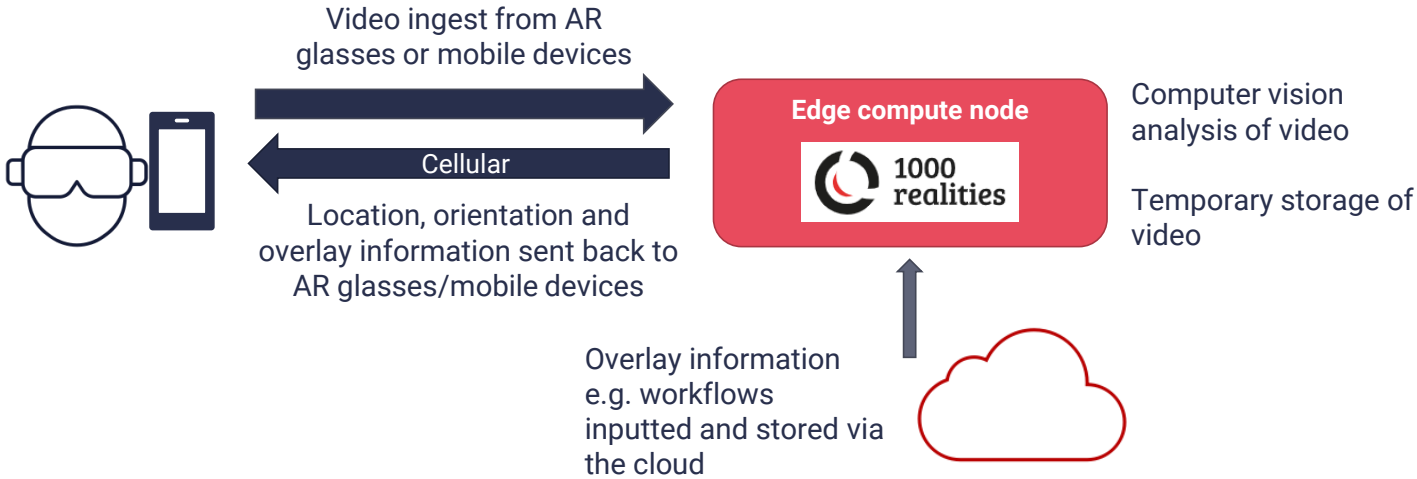 Video ingest from AR
glasses or mobile devices
Cellular
Location, orientation and
overlay information sent back to
AR glasses/mobile devices
Edge compute node
1000
realities
Computer vision
analysis of video
Temporary storage of
video
Overlay information
e.g. workflows
inputted and stored via
the cloud